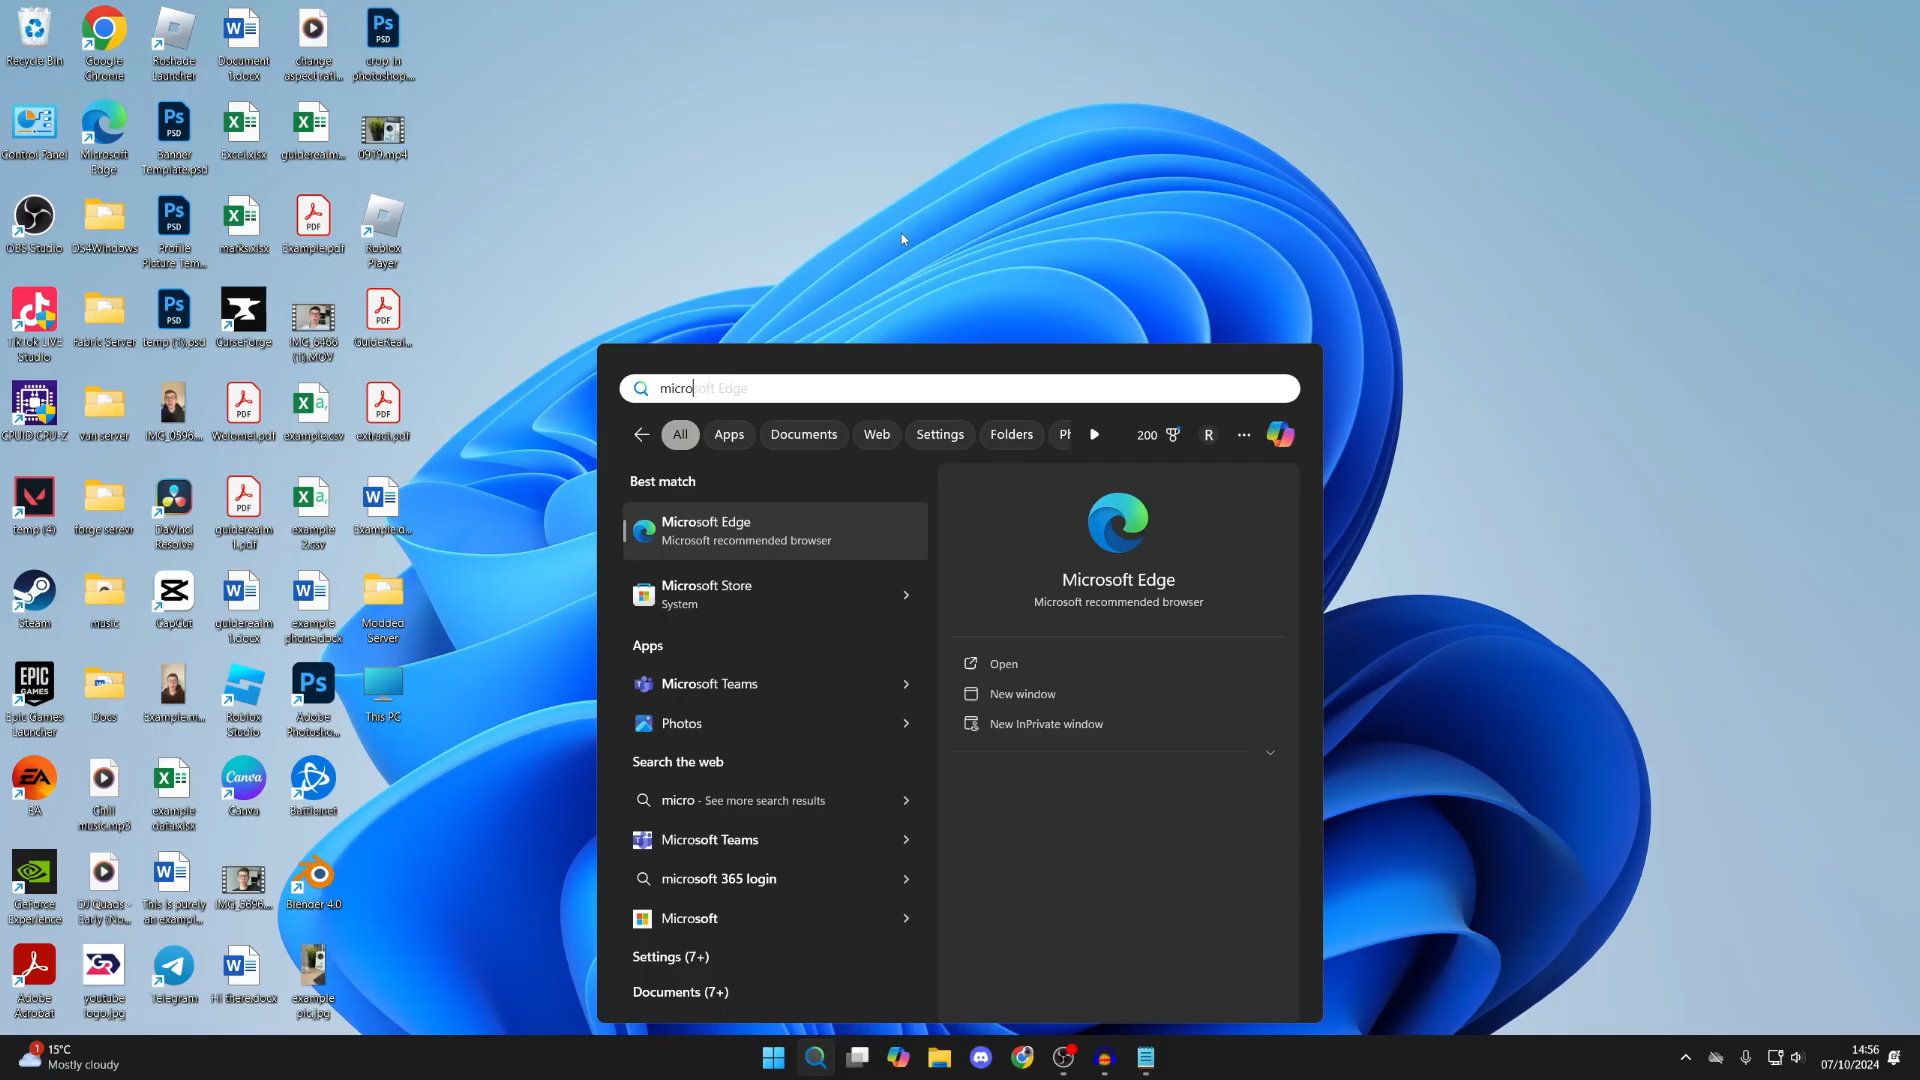 Recycle Bin
Google Chrome
Roshade Launcher
Document 1.docx
change aspect rati...
crop in photoshop....
Control Panel
Microsoft Edge
Banner Template.psd
Excel.xlsx
guiderealm...
0919.mp4
OBS Studio
DS4Windows
Profile Picture Tem...
marks.xlsx
Example.pdf
Roblox Player
TikTok LIVE Studio
Fabric Server
temp (1).psd
CurseForge
IMG_6466 (1).MOV
GuideReal...
CPUID CPU-Z
van server
IMG_0596....
Welome!.pdf
example.csv
extract.pdf
temp (4)
forge serevr
DaVinci Resolve
guiderealm 1.pdf
example 2.csv
Example.d...
Steam
music
CapCut
guiderealm 1.docx
example phone.docx
Modded Server
Epic Games Launcher
Docs
Example.m...
Roblox Studio
Adobe Photosho...
This PC
EA
Chill music.mp3
example data.xlsx
Canva
Battle.net
GeForce Experience
DJ Quads - Early (No...
This is purely an exampl...
IMG_5696....
Blender 4.0
Adobe Acrobat
youtube logo.jpg
Telegram
Hi there.docx
example pic.jpg
microsoft Edge
All Apps Documents Web Settings Folders Ph 200 R
Best match
Microsoft Edge
Microsoft recommended browser
Microsoft Store
System
Apps
Microsoft Teams
Photos
Search the web
micro - See more search results
Microsoft Teams
microsoft 365 login
Microsoft
Settings (7+)
Documents (7+)
Microsoft Edge
Microsoft recommended browser
Open
New window
New InPrivate window
1
15°C
Mostly cloudy
14:56
07/10/2024